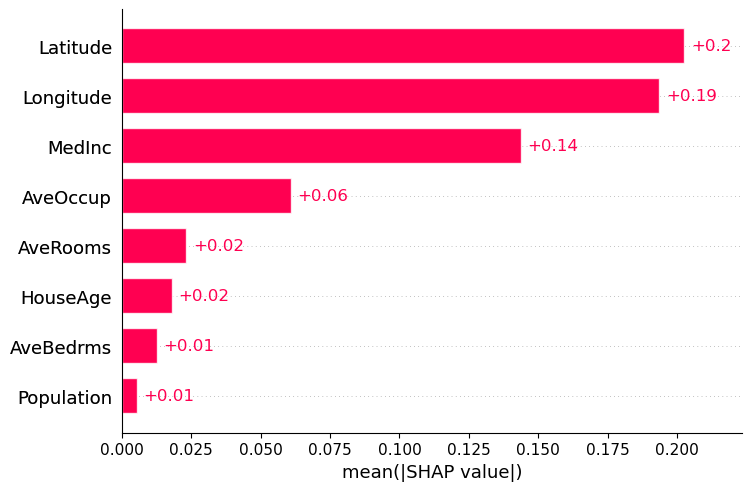 Latitude +0.2
Longitude +0.19
MedInc +0.14
AveOccup +0.06
AveRooms +0.02
HouseAge +0.02
AveBedrms +0.01
Population +0.01
0.000 0.025 0.050 0.075 0.100 0.125 0.150 0.175 0.200
mean(|SHAP value|)